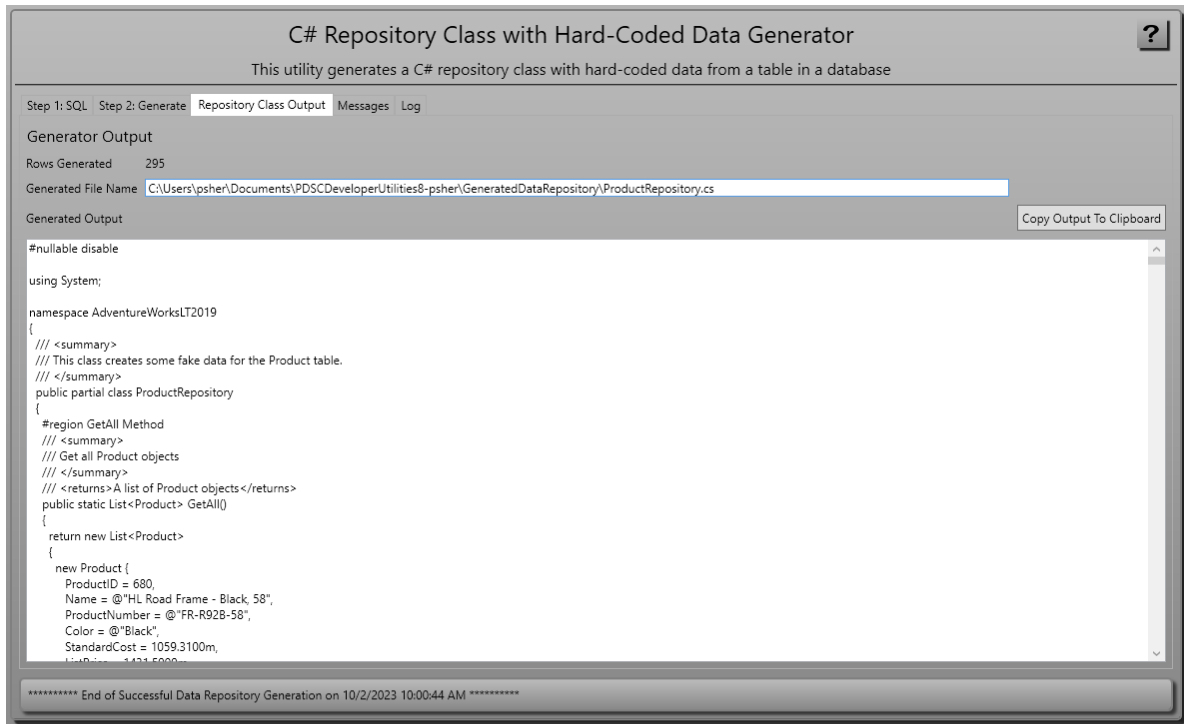 C# Repository Class with Hard-Coded Data Generator
?
This utility generates a C# repository class with hard-coded data from a table in a database
Step 1: SQL Step 2: Generate Repository Class Output Messages Log
Generator Output
Rows Generated 295
Generated File Name C:\Users\psher\Documents\PDSCDeveloperUtilities8-psher\GeneratedDataRepository\ProductRepository.cs
Generated Output Copy Output To Clipboard
#nullable disable
using System;
namespace AdventureWorksLT2019
{
/// <summary>
/// This class creates some fake data for the Product table.
/// </summary>
public partial class ProductRepository
{
#region GetAll Method
/// <summary>
/// Get all Product objects
/// </summary>
/// <returns>A list of Product objects</returns>
public static List<Product> GetAll()
{
return new List<Product>
{
new Product {
ProductID = 680,
Name = @"HL Road Frame - Black, 58",
ProductNumber = @"FR-R92B-58",
Color = @"Black",
StandardCost = 1059.3100m,
********** End of Successful Data Repository Generation on 10/2/2023 10:00:44 AM **********